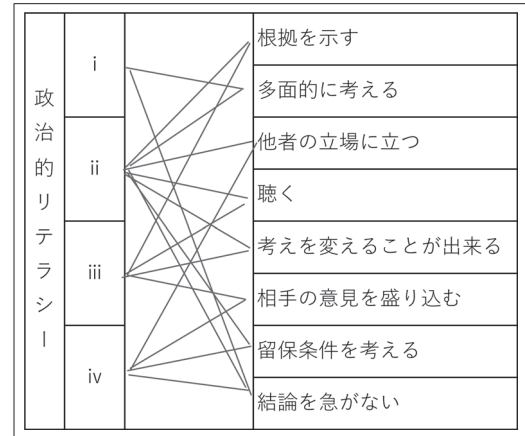 政治的リテラシー
i
ii
iii
iv
根拠を示す
多面的に考える
他者の立場に立つ
聴く
考えを変えることが出来る
相手の意見を盛り込む
留保条件を考える
結論を急がない